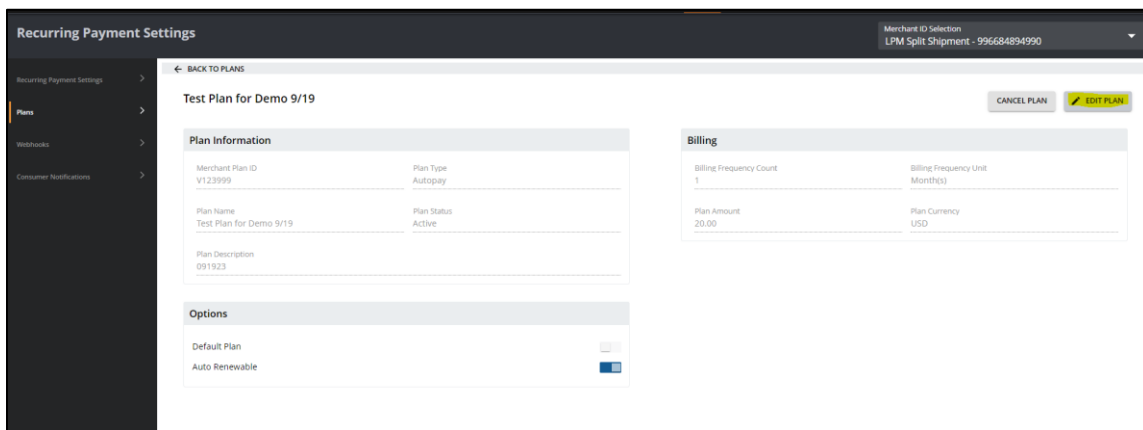 Recurring Payment Settings
Merchant ID Selection
LPM Split Shipment - 996684894990
Recurring Payment Settings
Plans
Webhooks
Consumer Notifications
← BACK TO PLANS
Test Plan for Demo 9/19
CANCEL PLAN
EDIT PLAN
Plan Information
Merchant Plan ID
V123999
Plan Type
Autopay
Plan Name
Test Plan for Demo 9/19
Plan Status
Active
Plan Description
091923
Billing
Billing Frequency Count
1
Billing Frequency Unit
Month(s)
Plan Amount
20.00
Plan Currency
USD
Options
Default Plan
Auto Renewable